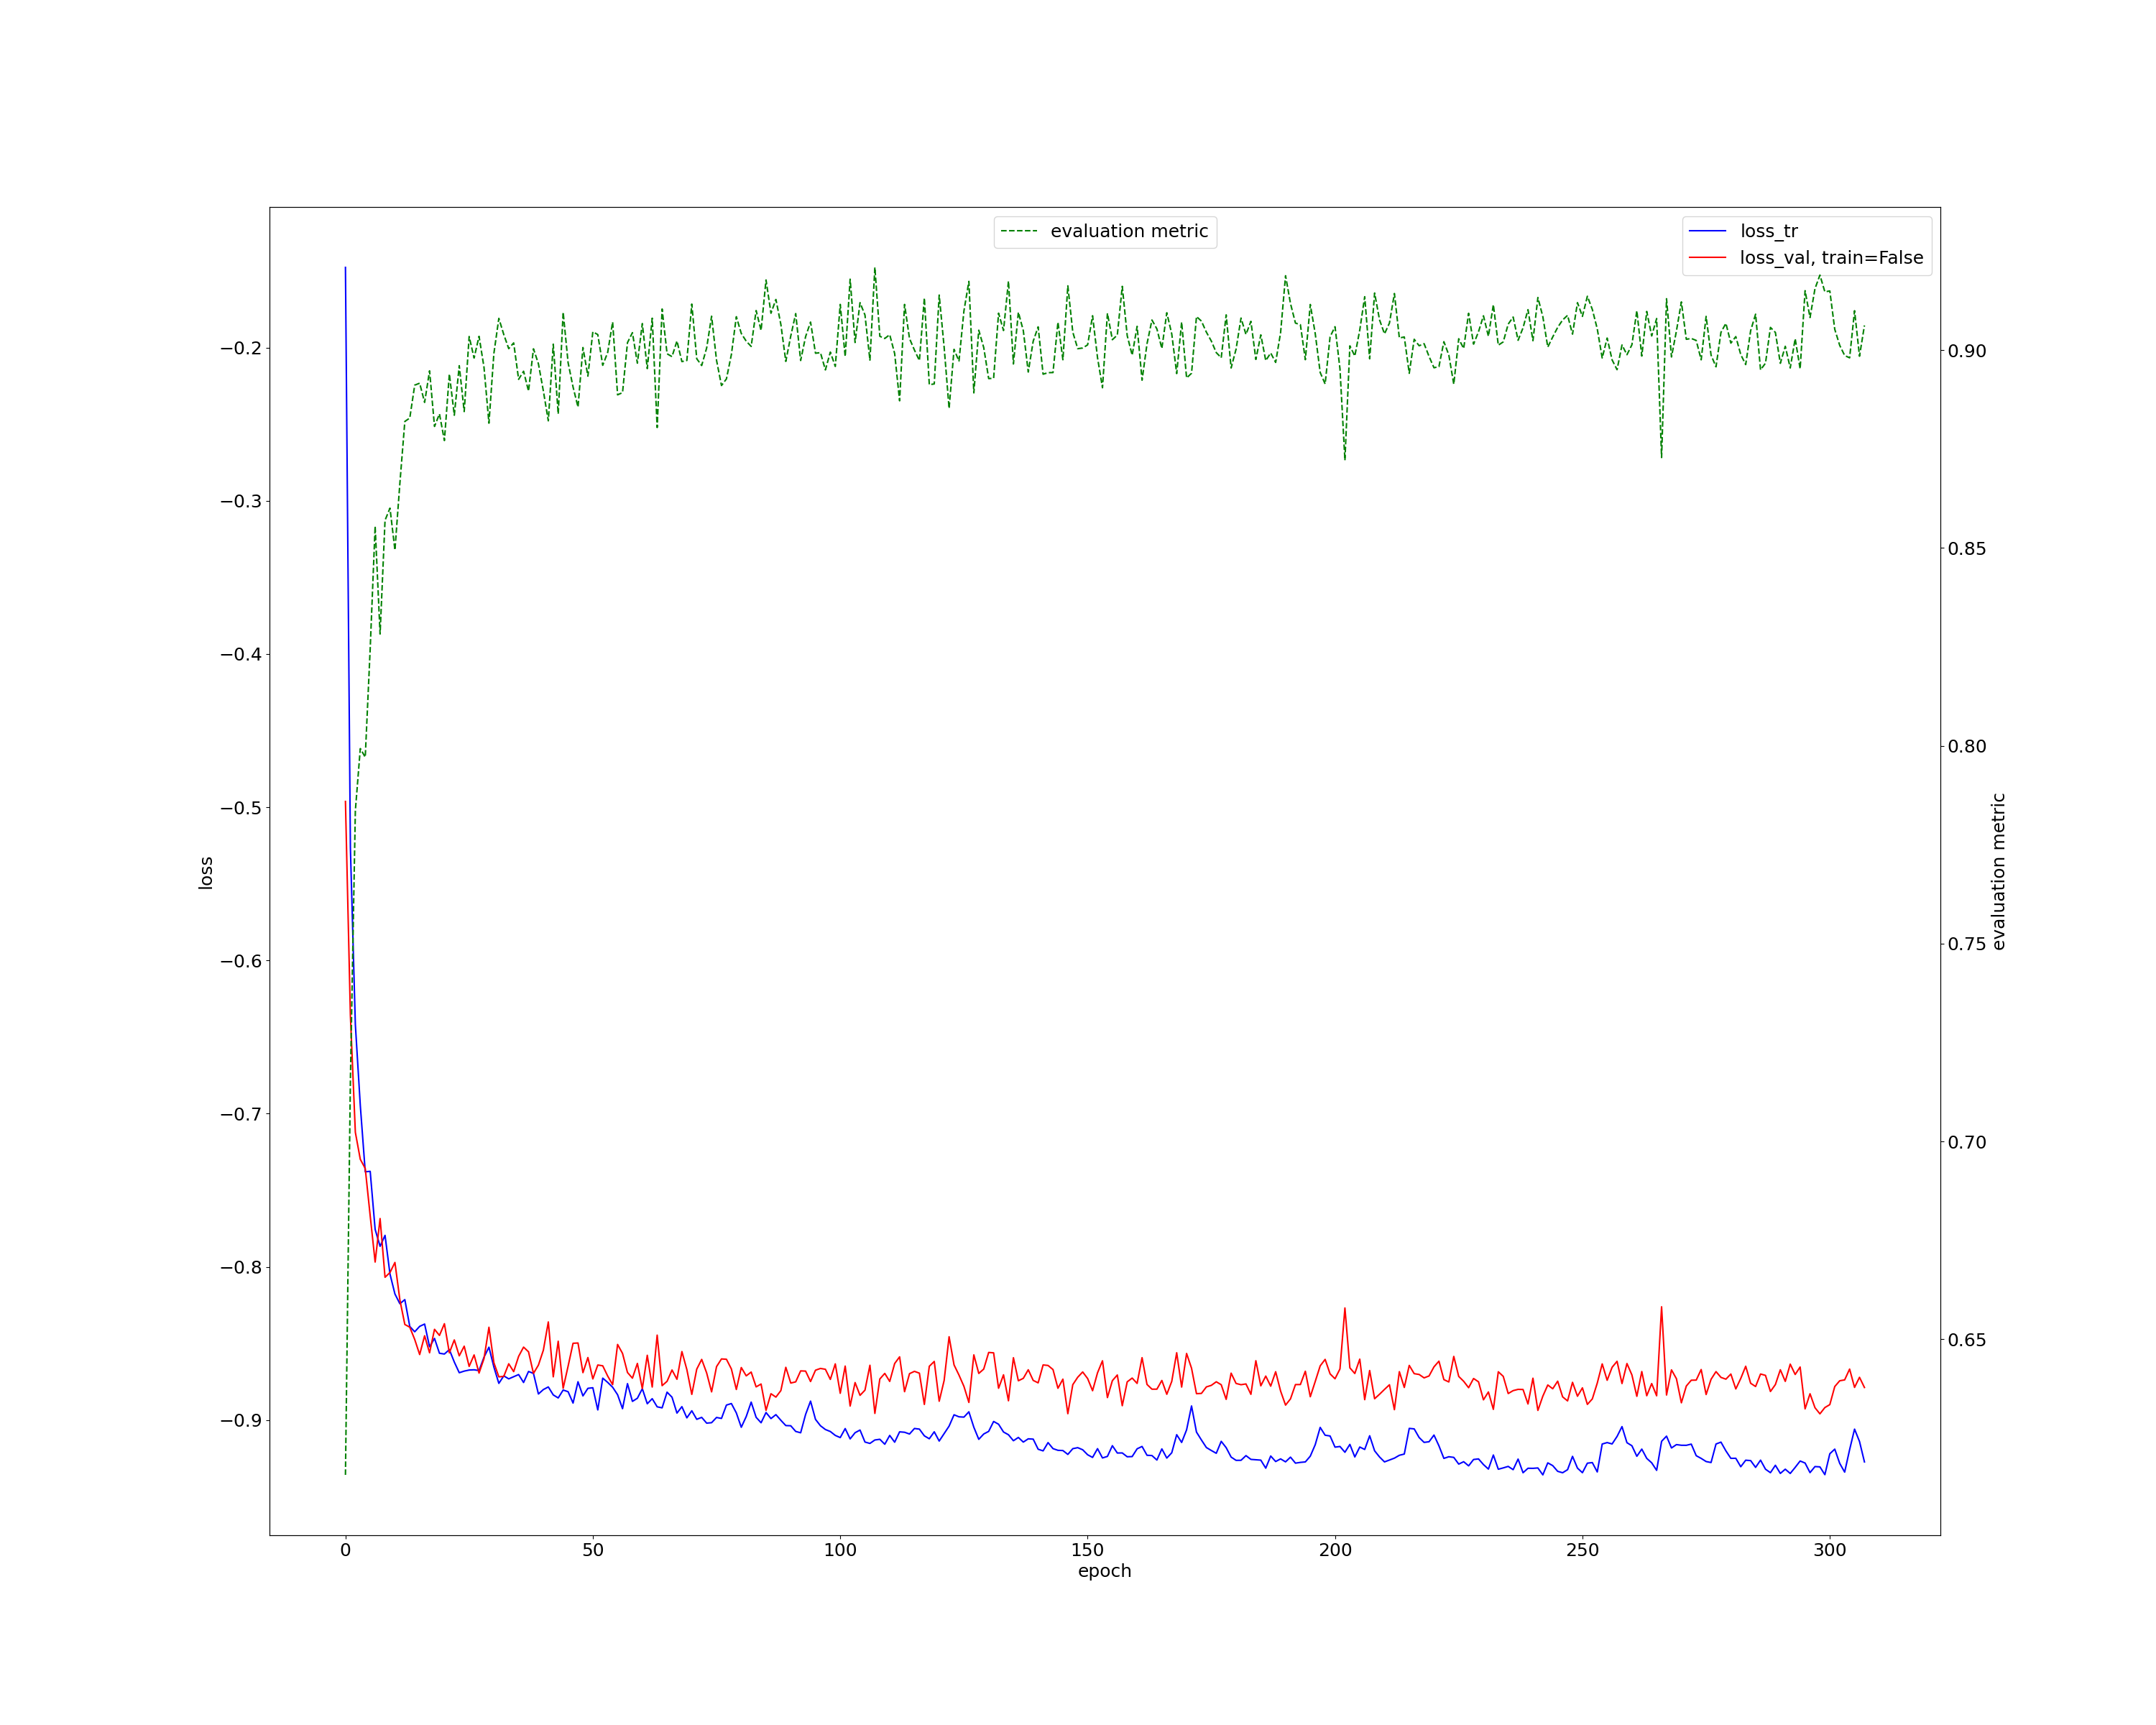 evaluation metric
loss_tr
loss_val, train=False
−0.2
−0.3
−0.4
−0.5
−0.6
−0.7
−0.8
−0.9
loss
0.90
0.85
0.80
0.75
0.70
0.65
evaluation metric
0 50 100 150 200 250 300
epoch